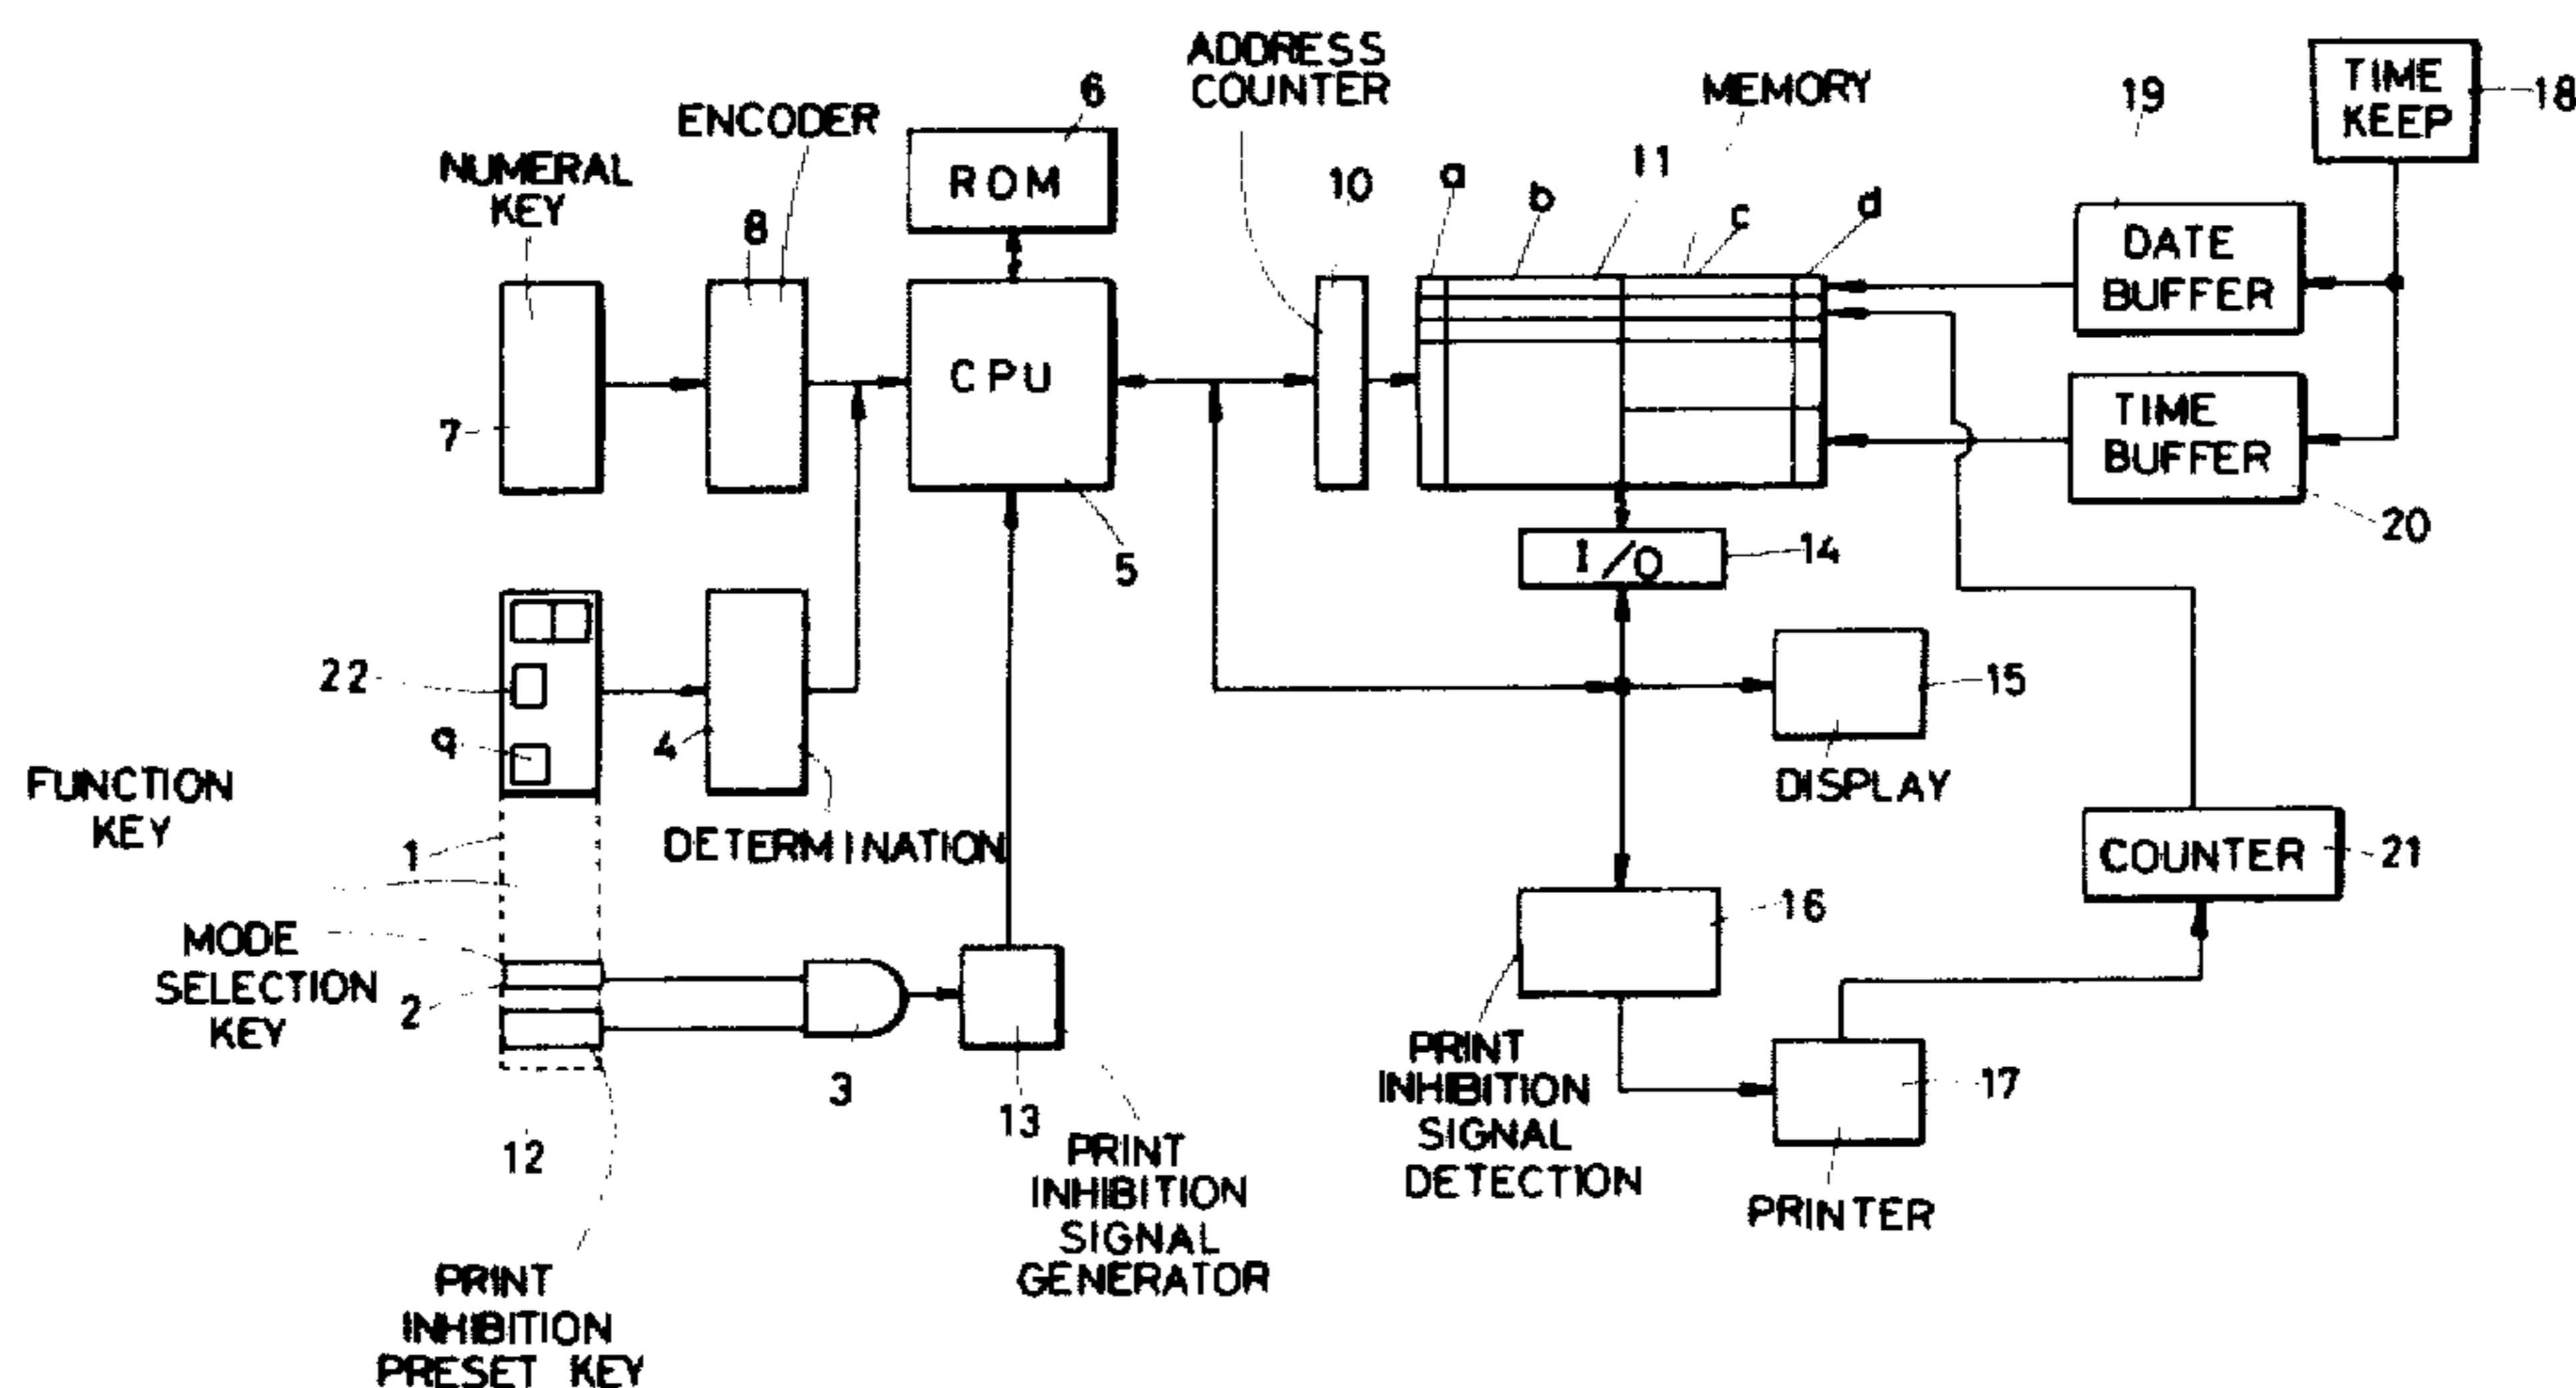 ADDRESS
COUNTER
MEMORY
TIME
KEEP
18
19
6
ENCODER
NUMERAL
KEY
8
ROM
10
a
b
11
c
d
DATE
BUFFER
CPU
7
5
TIME
BUFFER
20
I/O
14
22
9
4
15
DISPLAY
FUNCTION
KEY
1
DETERMINATION
COUNTER
21
MODE
SELECTION
KEY
2
3
13
16
PRINT
INHIBITION
SIGNAL
DETECTION
17
PRINTER
12
PRINT
INHIBITION
SIGNAL
GENERATOR
PRINT
INHIBITION
PRESET KEY